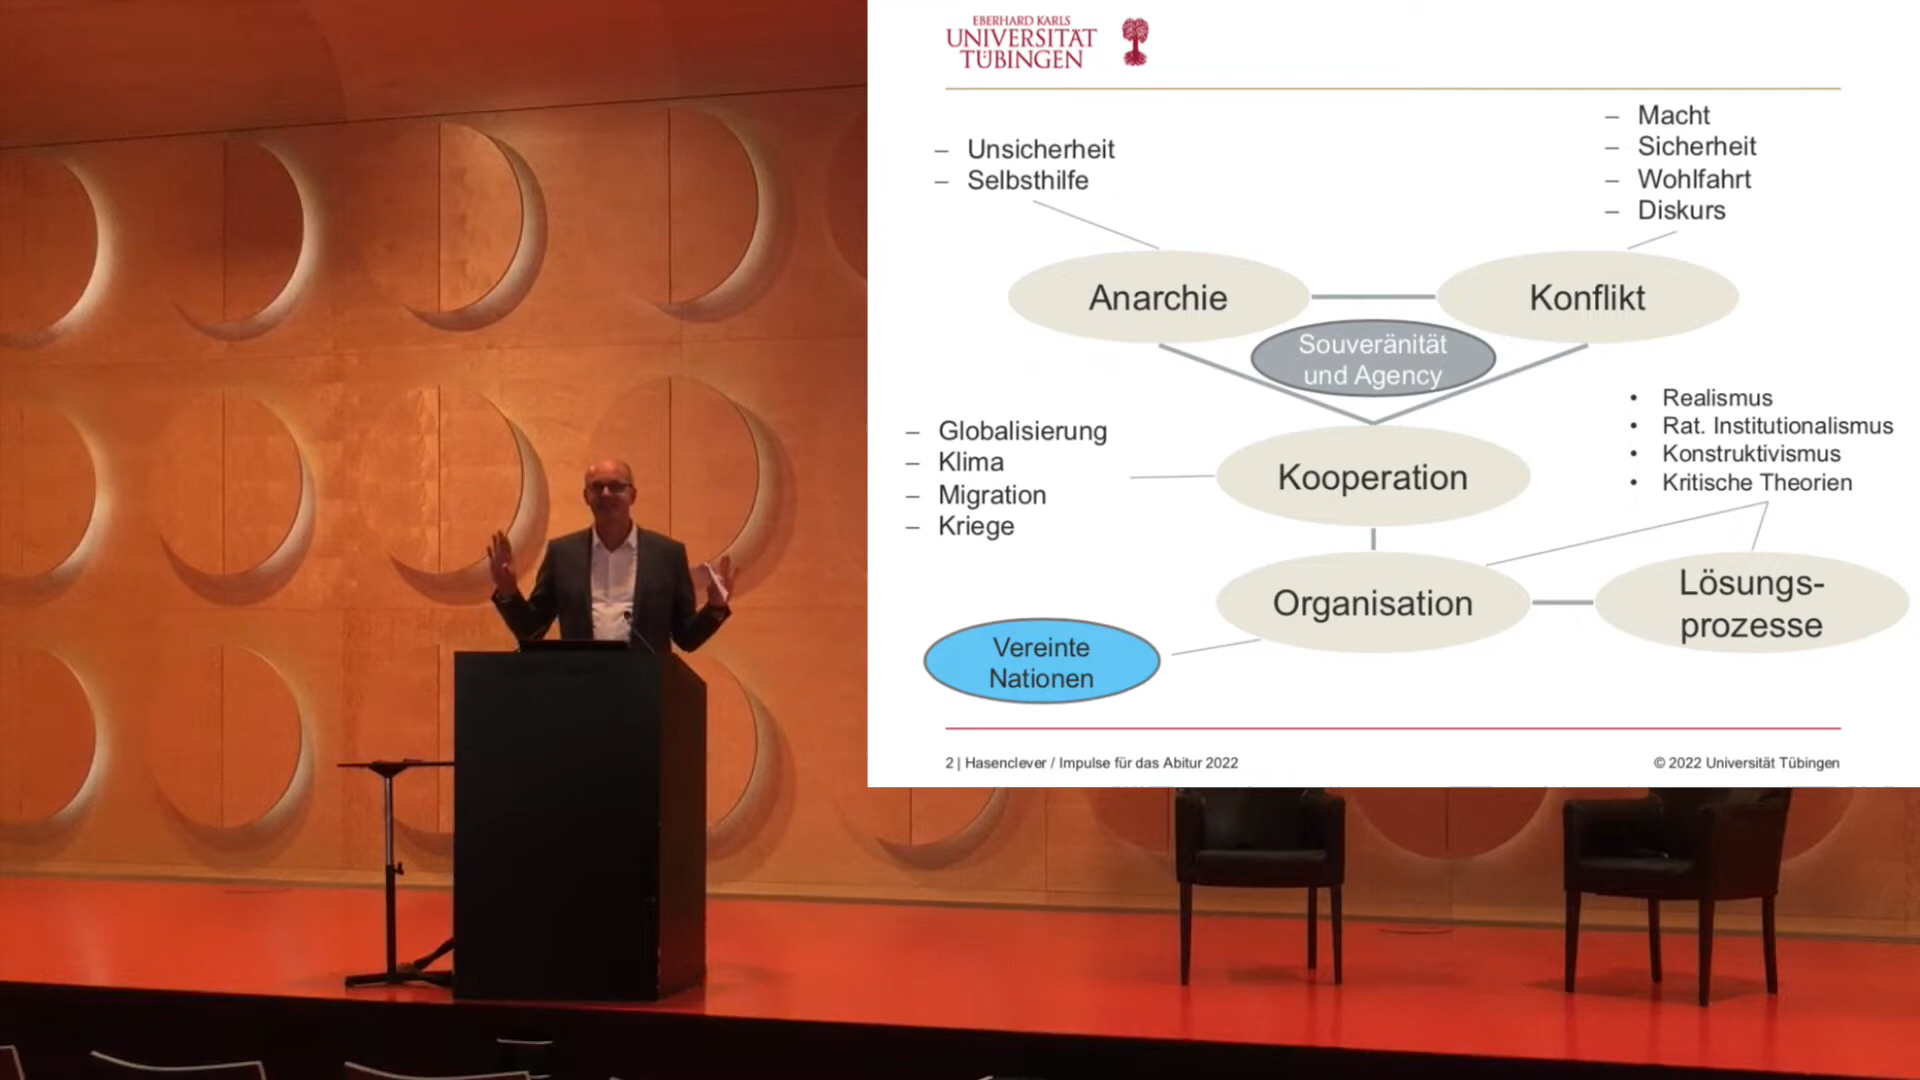 EBERHARD KARLS
UNIVERSITÄT
TÜBINGEN
– Unsicherheit
– Selbsthilfe
– Macht
– Sicherheit
– Wohlfahrt
– Diskurs
Anarchie
Konflikt
Souveränität
und Agency
– Globalisierung
– Klima
– Migration
– Kriege
Kooperation
• Realismus
• Rat. Institutionalismus
• Konstruktivismus
• Kritische Theorien
Organisation
Lösungs-
prozesse
Vereinte
Nationen
2 | Hasenclever / Impulse für das Abitur 2022
© 2022 Universität Tübingen